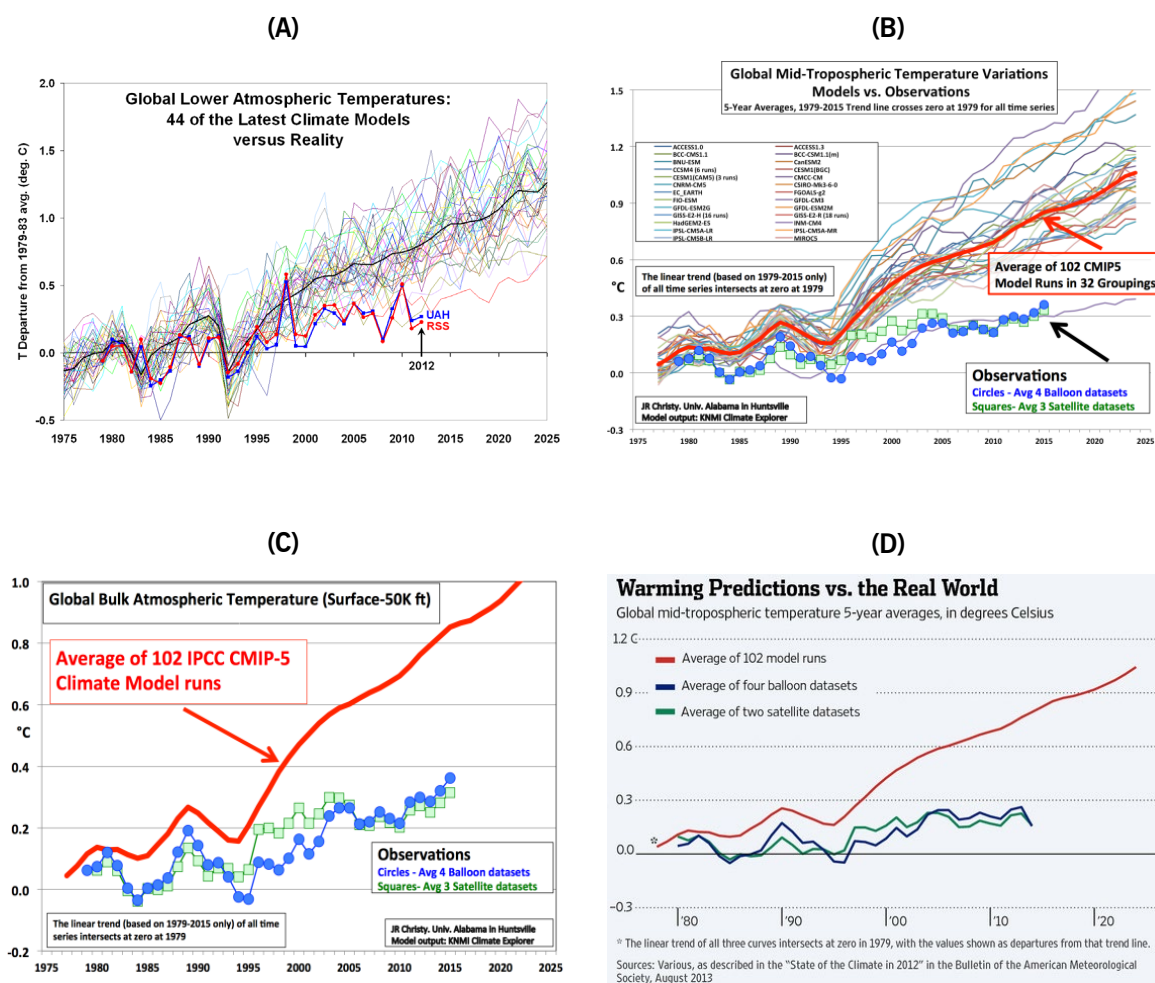 (A)
Global Lower Atmospheric Temperatures:
44 of the Latest Climate Models
versus Reality
T Departure from 1979-83 avg. (deg. C)
2.0
1.5
1.0
0.5
0.0
-0.5
UAH
RSS
2012
1975 1980 1985 1990 1995 2000 2005 2010 2015 2020 2025
(B)
Global Mid-Tropospheric Temperature Variations
Models vs. Observations
5-Year Averages, 1979-2015 Trend line crosses zero at 1979 for all time series
1.5
1.2
0.9
0.6
°C
0.3
0.0
-0.3
ACCESS1.0 ACCESS1.3
BCC-CMS1.1 BCC-CSM1.1(m)
BNU-ESM CanESM2
CCSM4 (6 runs) CESM1(BGC)
CESM1(CAM5) (3 runs) CMCC-CM
CNRM-CM5 CSIRO-Mk3-6-0
EC_EARTH FGOALS-g2
FIO-ESM GFDL-CM3
GFDL-ESM2G GFDL-ESM2M
GISS-E2-H (16 runs) GISS-E2-R (18 runs)
HadGEM2-ES INM-CM4
IPSL-CM5A-LR IPSL-CM5A-MR
IPSL-CM5B-LR MIROC5
The linear trend (based on 1979-2015 only)
of all time series intersects at zero at 1979
Average of 102 CMIP5
Model Runs in 32 Groupings
Observations
Circles - Avg 4 Balloon datasets
Squares- Avg 3 Satellite datasets
JR Christy. Univ. Alabama in Huntsville
Model output: KNMI Climate Explorer
1975 1980 1985 1990 1995 2000 2005 2010 2015 2020 2025
(C)
Global Bulk Atmospheric Temperature (Surface-50K ft)
Average of 102 IPCC CMIP-5
Climate Model runs
1.0
0.8
0.6
°C
0.4
0.2
0.0
-0.2
Observations
Circles - Avg 4 Balloon datasets
Squares- Avg 3 Satellite datasets
The linear trend (based on 1979-2015 only) of all time
series intersects at zero at 1979
JR Christy. Univ. Alabama in Huntsville
Model output: KNMI Climate Explorer
1975 1980 1985 1990 1995 2000 2005 2010 2015 2020 2025
(D)
Warming Predictions vs. the Real World
Global mid-tropospheric temperature 5-year averages, in degrees Celsius
1.2 C
Average of 102 model runs
0.9
Average of four balloon datasets
Average of two satellite datasets
0.6
0.3
*
0.0
−0.3
'80 '90 '00 '10 '20
* The linear trend of all three curves intersects at zero in 1979, with the values shown as departures from that trend line.
Sources: Various, as described in the "State of the Climate in 2012" in the Bulletin of the American Meteorological
Society, August 2013